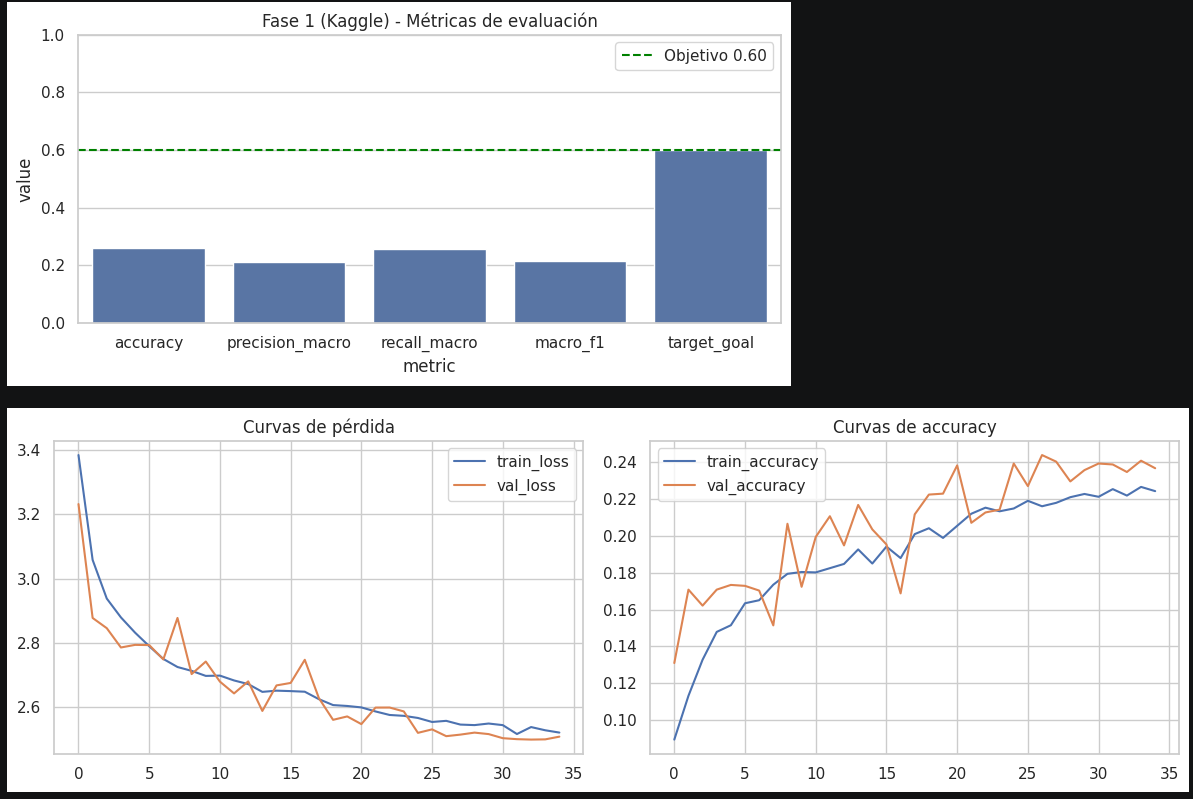 Fase 1 (Kaggle) - Métricas de evaluación
1.0
Objetivo 0.60
0.8
0.6
value
0.4
0.2
0.0
accuracy precision_macro recall_macro macro_f1 target_goal
metric
Curvas de pérdida
3.4
train_loss
val_loss
3.2
3.0
2.8
2.6
0 5 10 15 20 25 30 35
Curvas de accuracy
train_accuracy
val_accuracy
0.24
0.22
0.20
0.18
0.16
0.14
0.12
0.10
0 5 10 15 20 25 30 35